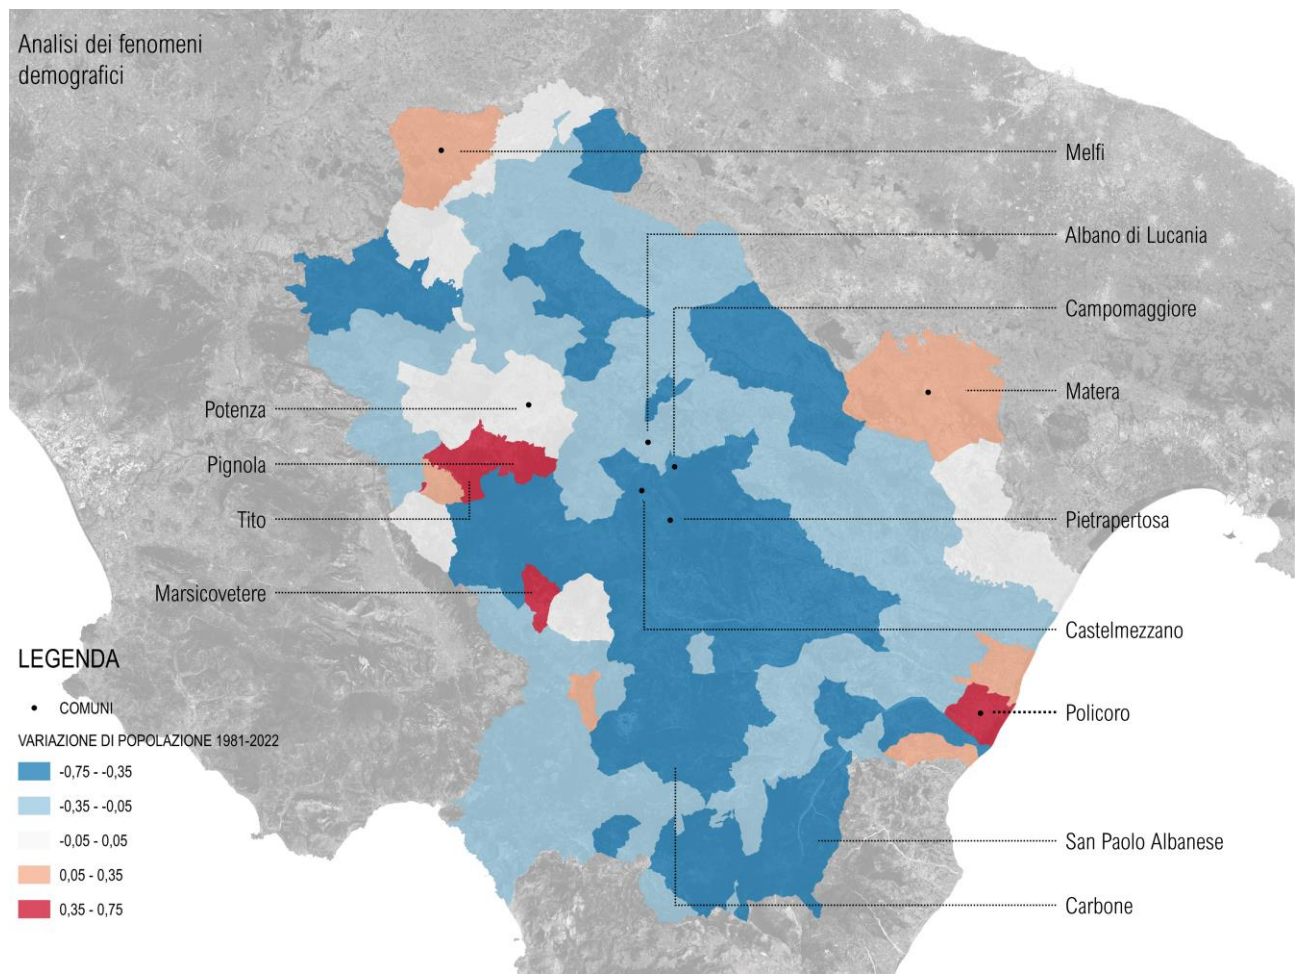 Analisi dei fenomeni
demografici
Melfi
Albano di Lucania
Campomaggiore
Matera
Potenza
Pignola
Tito
Pietrapertosa
Marsicovetere
Castelmezzano
Policoro
San Paolo Albanese
Carbone
LEGENDA
COMUNI
VARIAZIONE DI POPOLAZIONE 1981-2022
-0,75 - -0,35
-0,35 - -0,05
-0,05 - 0,05
0,05 - 0,35
0,35 - 0,75